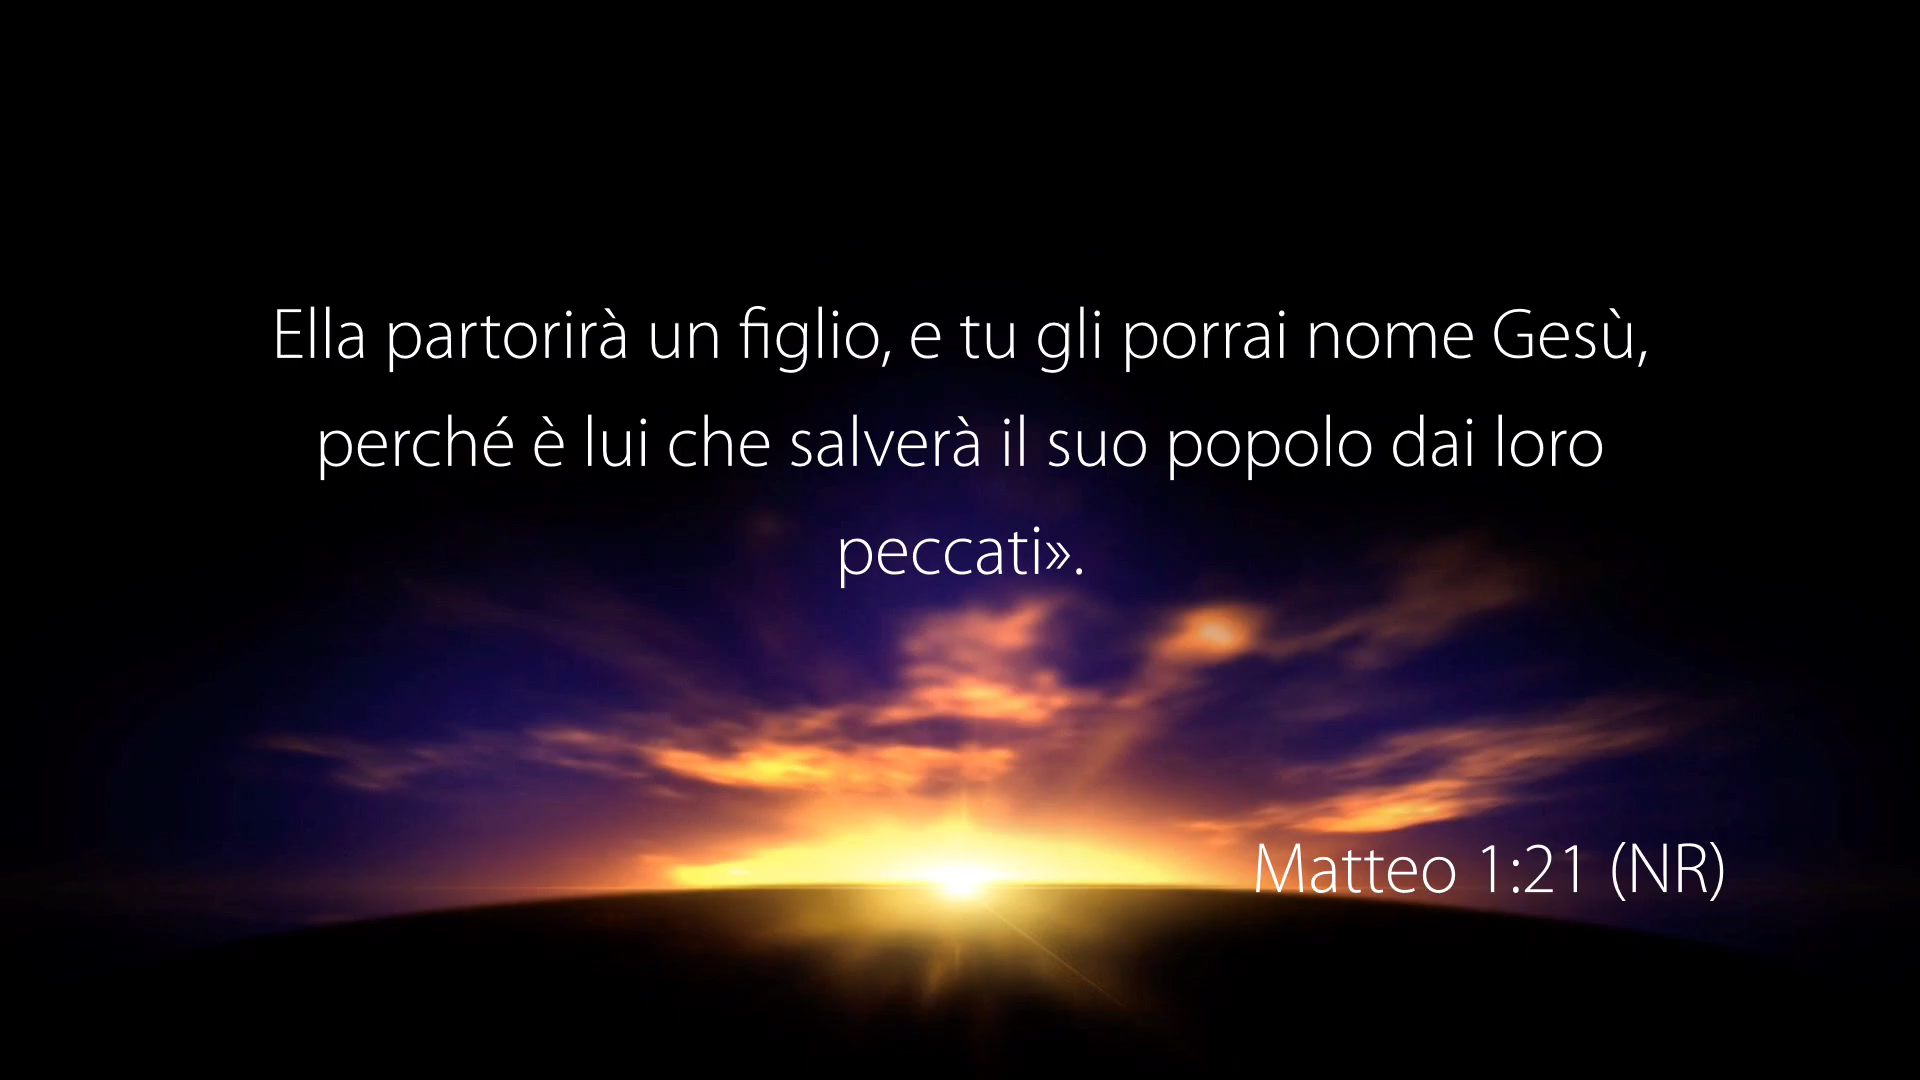 Ella partorirà un figlio, e tu gli porrai nome Gesù,
perché è lui che salverà il suo popolo dai loro
peccati».
Matteo 1:21 (NR)